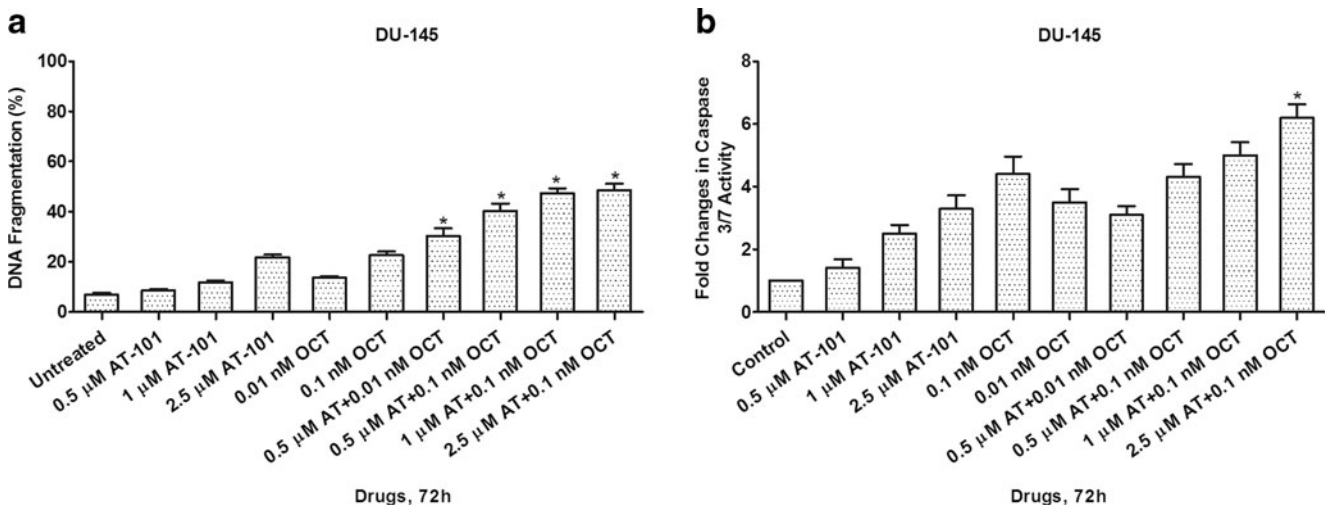 a
DU-145
DNA Fragmentation (%)
100
80
60
40
20
0
*
*
*
*
Untreated
0.5 µM AT-101
1 µM AT-101
2.5 µM AT-101
0.01 nM OCT
0.1 nM OCT
0.5 µM AT+0.01 nM OCT
0.5 µM AT+0.1 nM OCT
1 µM AT+0.1 nM OCT
2.5 µM AT+0.1 nM OCT
Drugs, 72h
b
DU-145
Fold Changes in Caspase
3/7 Activity
8
6
4
2
0
*
Control
0.5 µM AT-101
1 µM AT-101
2.5 µM AT-101
0.1 nM OCT
0.01 nM OCT
0.5 µM AT+0.01 nM OCT
0.5 µM AT+0.1 nM OCT
1 µM AT+0.1 nM OCT
2.5 µM AT+0.1 nM OCT
Drugs, 72h